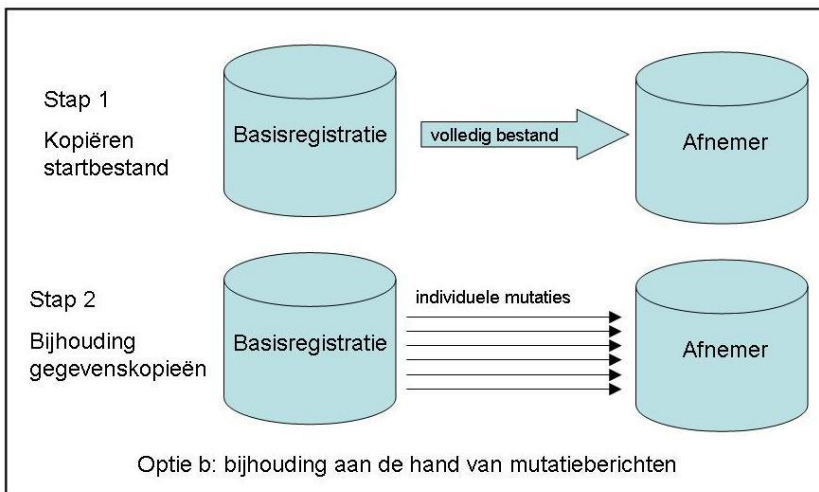 Stap 1
Kopiëren
startbestand
Basisregistratie
volledig bestand
Afnemer
Stap 2
Bijhouding
gegevenskopieën
Basisregistratie
individuele mutaties
Afnemer
Optie b: bijhouding aan de hand van mutatieberichten